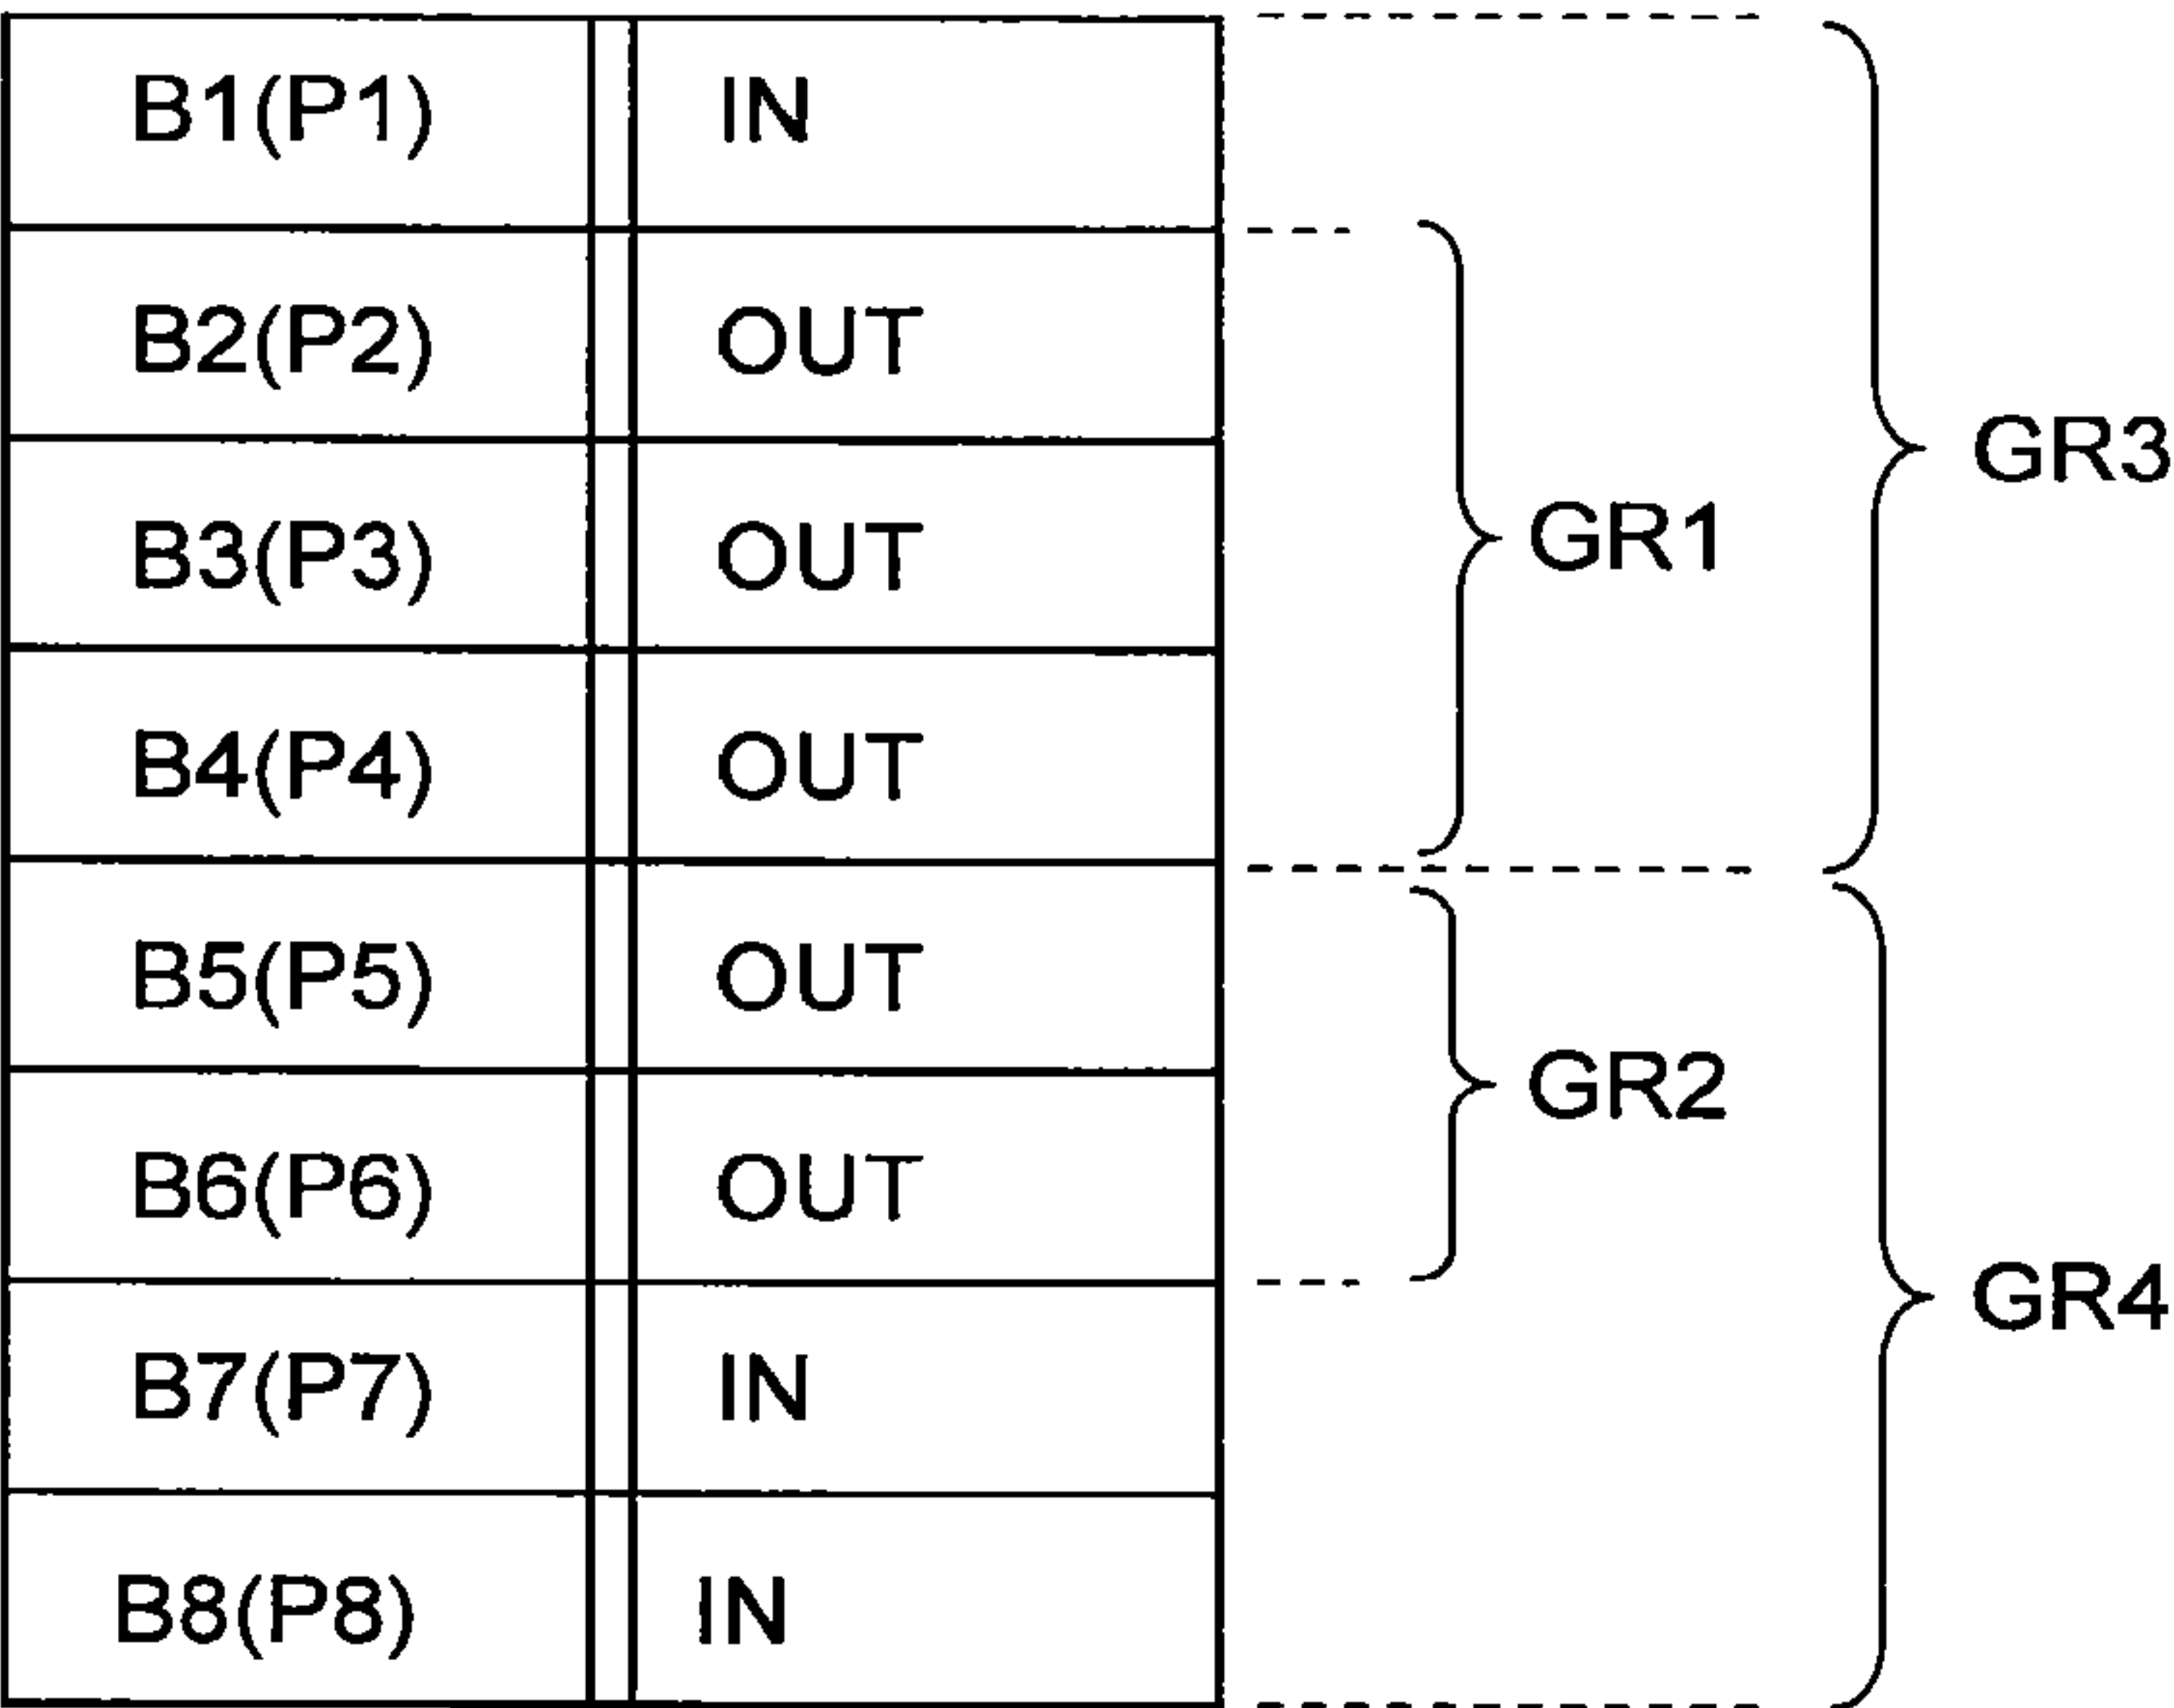 B1(P1) IN
B2(P2) OUT
GR3
B3(P3) OUT
GR1
B4(P4) OUT
B5(P5) OUT
GR2
B6(P6) OUT
GR4
B7(P7) IN
B8(P8) IN